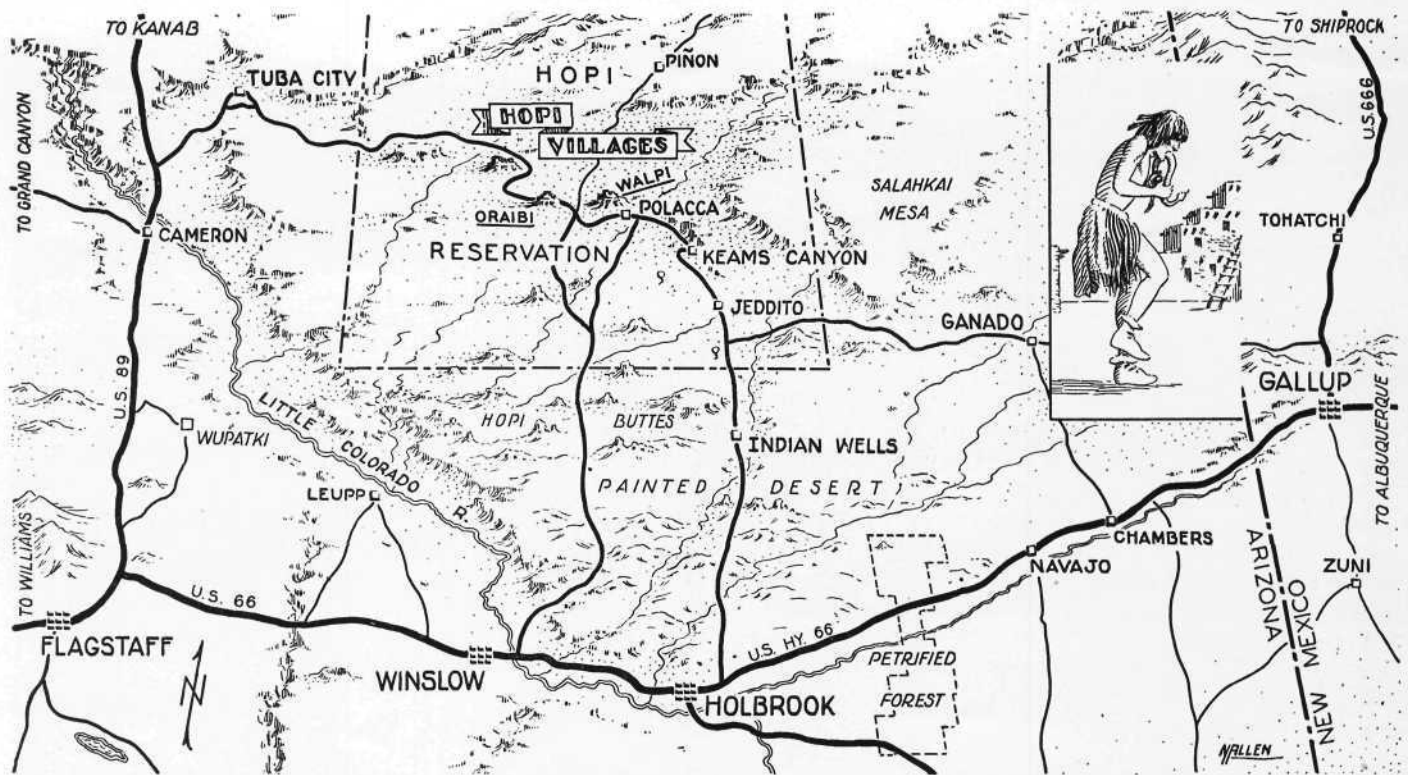 TO KANAB
TO SHIPROCK
PIÑON
HOPI
TUBA CITY
U.S.666
HOPI
VILLAGES
TO GRAND CANYON
WALPI
SALAHKAI
MESA
ORAIBI
POLACCA
TOHATCHI
CAMERON
RESERVATION
KEAMS CANYON
JEDDITO
GANADO
U.S. 89
GALLUP
LITTLE COLORADO R.
HOPI BUTTES
WUPATKI
INDIAN WELLS
TO ALBUQUERQUE
LEUPP
PAINTED DESERT
CHAMBERS
NAVAJO
ARIZONA
NEW MEXICO
ZUNI
TO WILLIAMS
U.S. 66
FLAGSTAFF
U.S. HY. 66
PETRIFIED
FOREST
WINSLOW
HOLBROOK
N
NALLEN